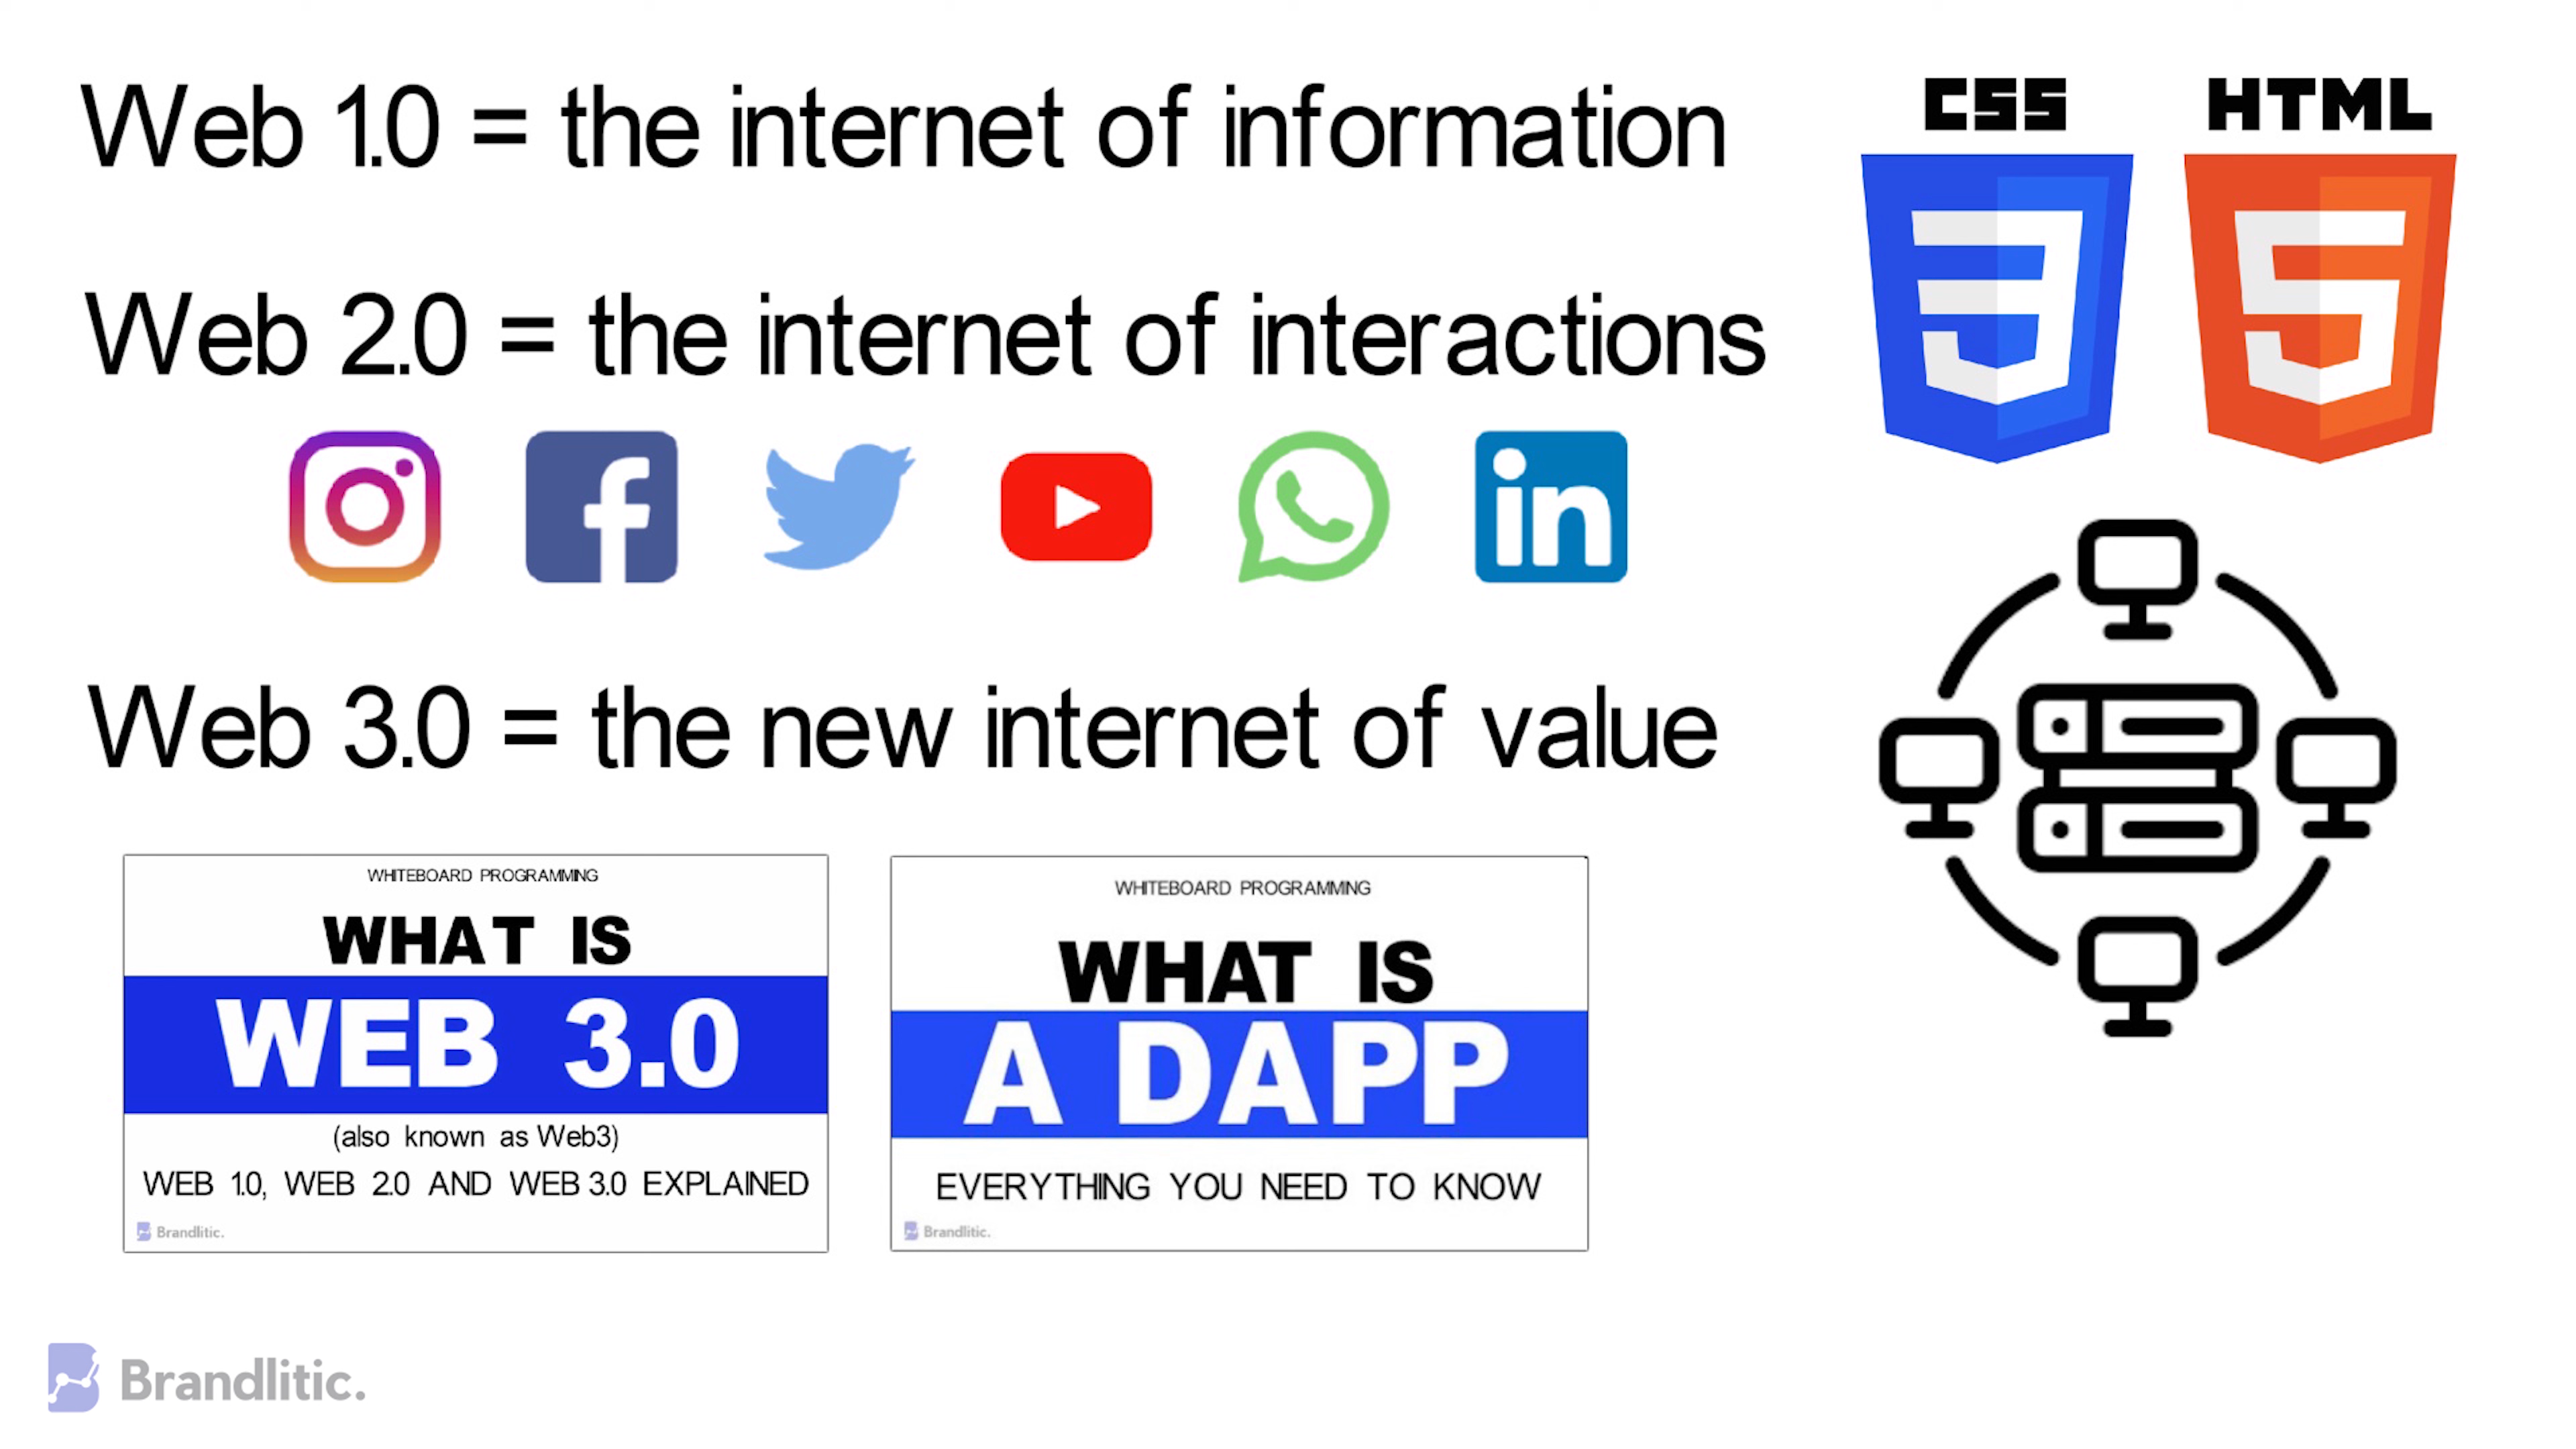 Web 1.0 = the internet of information
CSS HTML
Web 2.0 = the internet of interactions
in
Web 3.0 = the new internet of value
WHITEBOARD PROGRAMMING
WHAT IS
WEB 3.0
(also known as Web3)
WEB 1.0, WEB 2.0 AND WEB 3.0 EXPLAINED
Brandlitic.
WHITEBOARD PROGRAMMING
WHAT IS
A DAPP
EVERYTHING YOU NEED TO KNOW
Brandlitic.
Brandlitic.